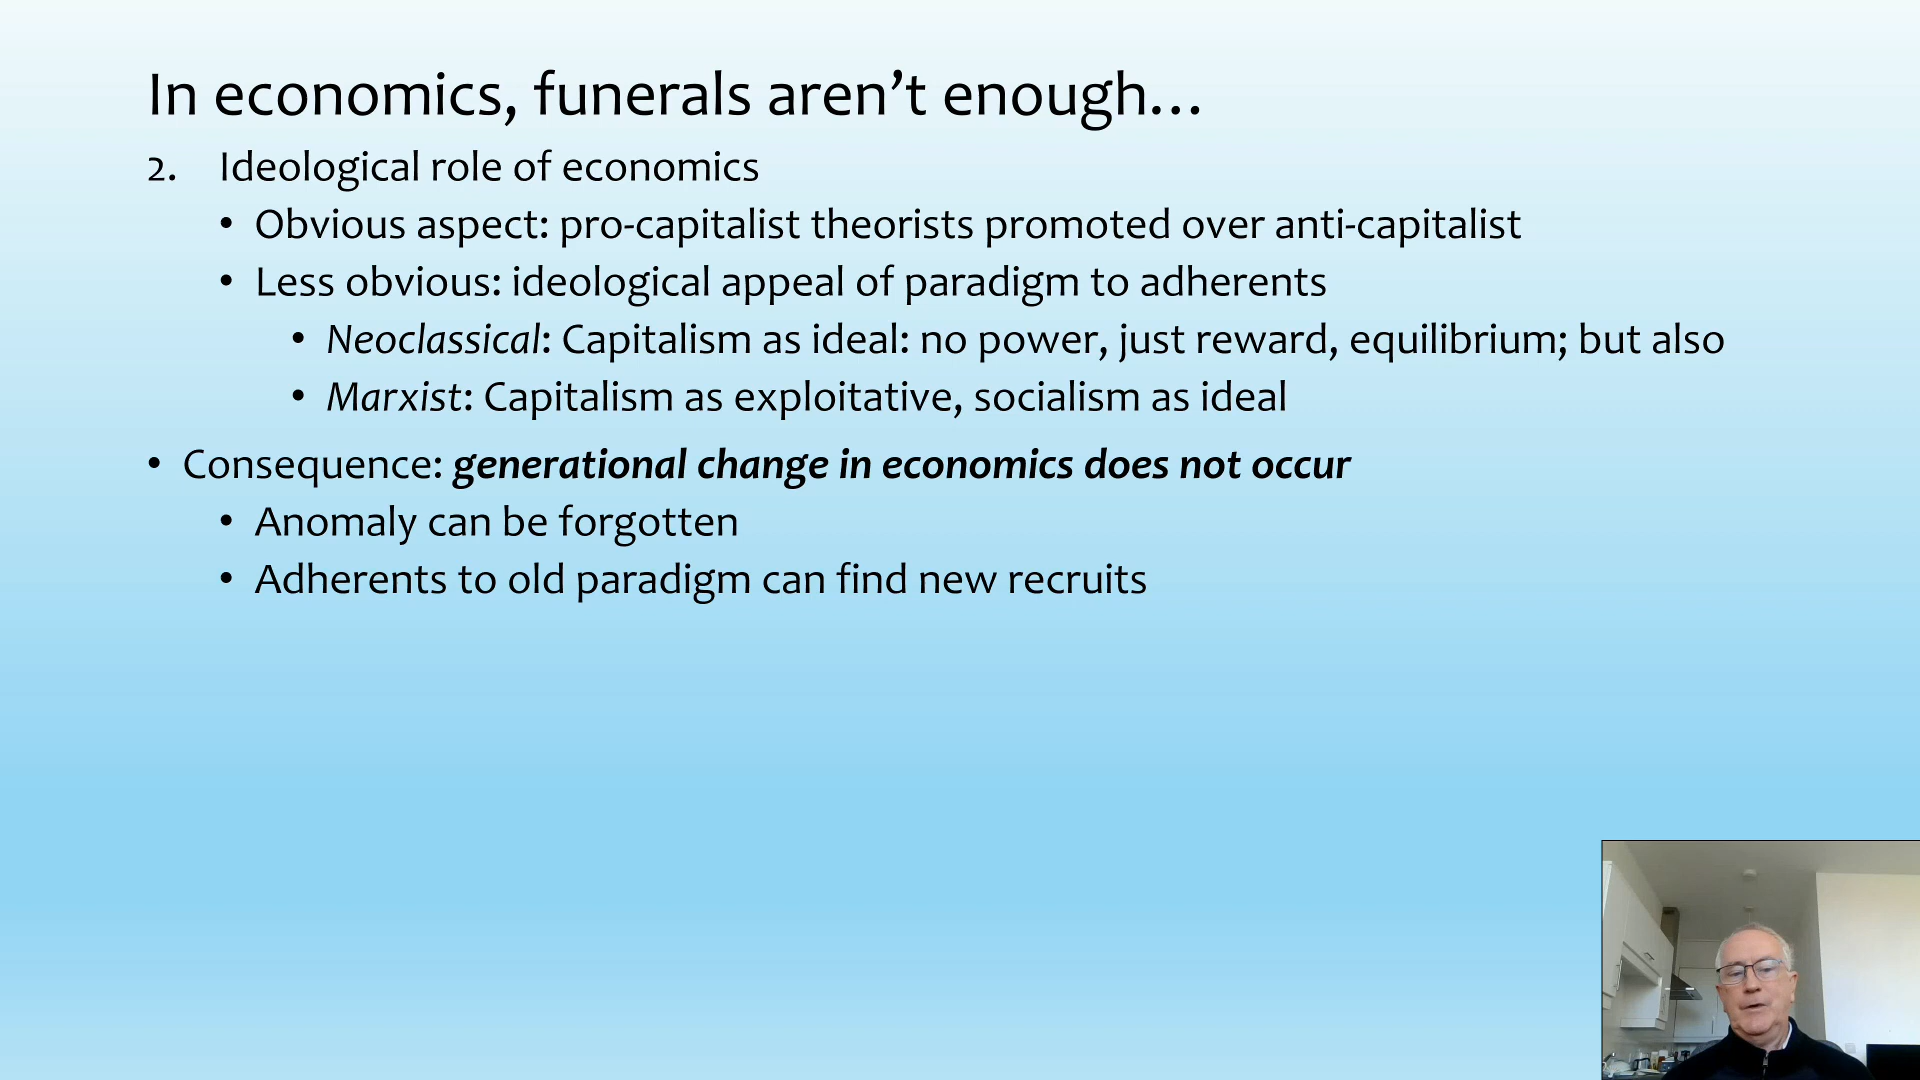 In economics, funerals aren’t enough…
2. Ideological role of economics
• Obvious aspect: pro-capitalist theorists promoted over anti-capitalist
• Less obvious: ideological appeal of paradigm to adherents
• Neoclassical: Capitalism as ideal: no power, just reward, equilibrium; but also
• Marxist: Capitalism as exploitative, socialism as ideal
• Consequence: generational change in economics does not occur
• Anomaly can be forgotten
• Adherents to old paradigm can find new recruits